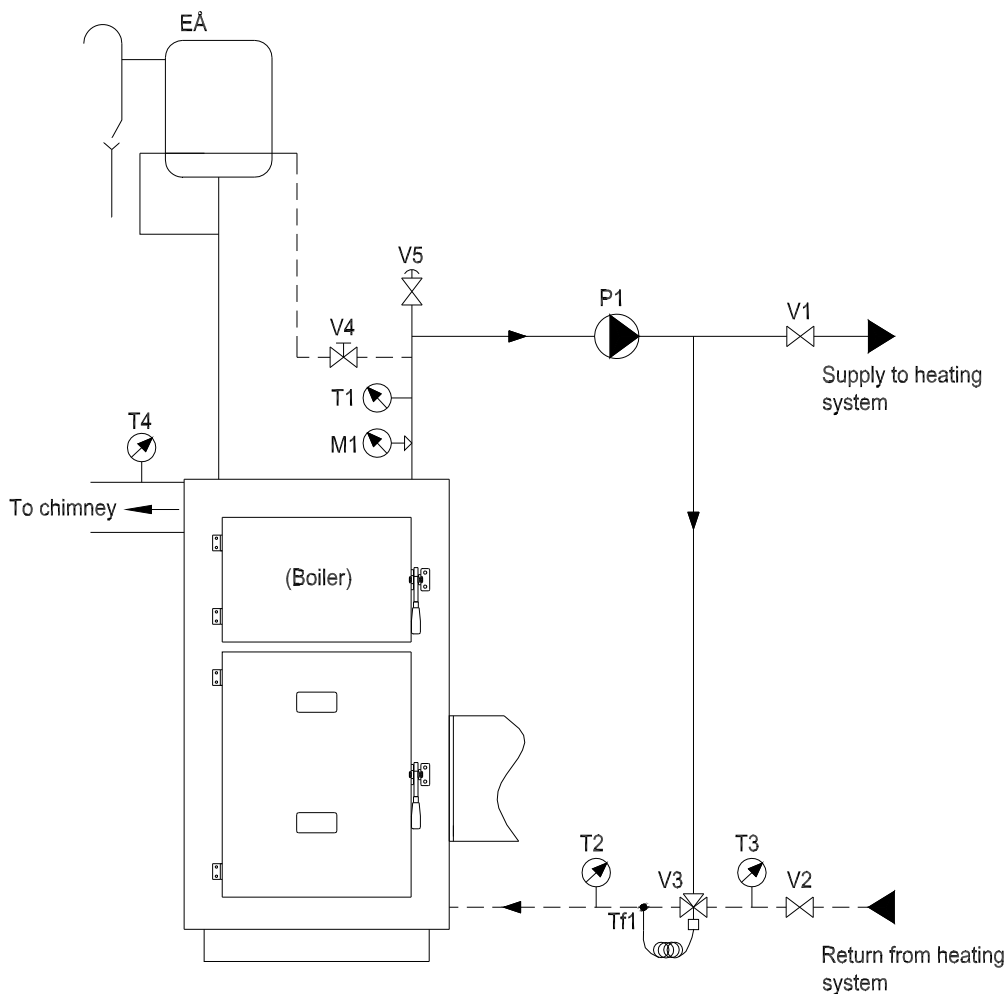 EÅ
V5
P1
V1
V4
Supply to heating
system
T1
T4
M1
To chimney
(Boiler)
T2
T3
V3
V2
Tf1
Return from heating
system